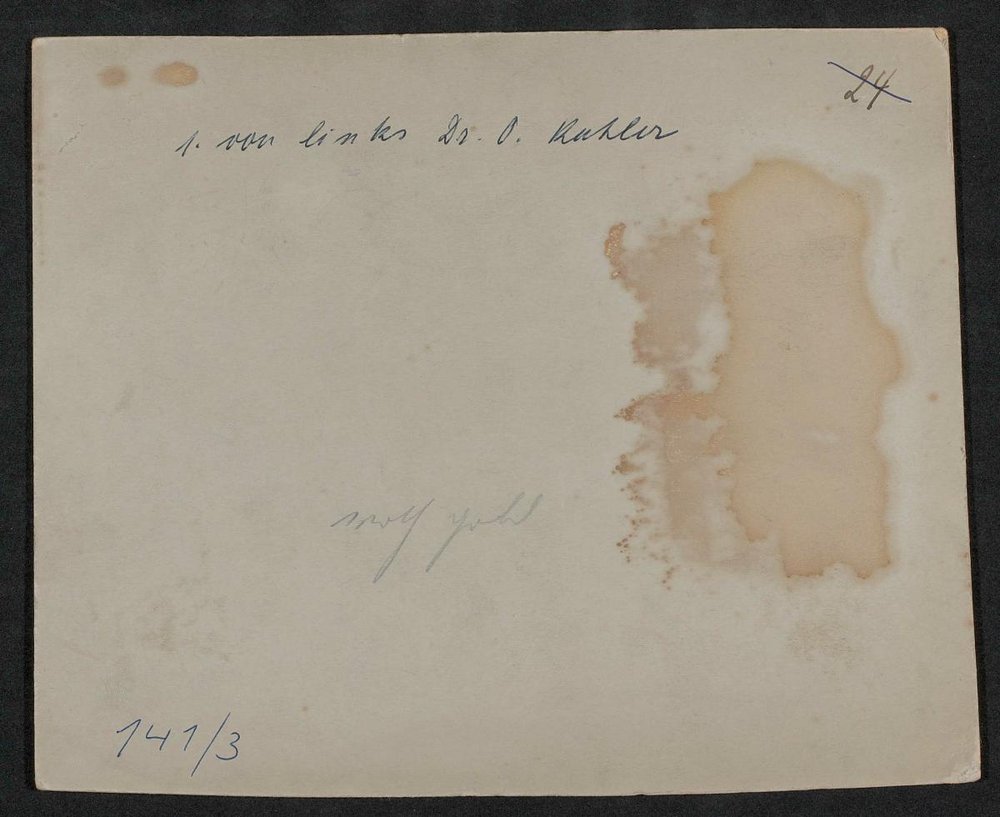 24
1. von links Dr. O. Kahler
141/3